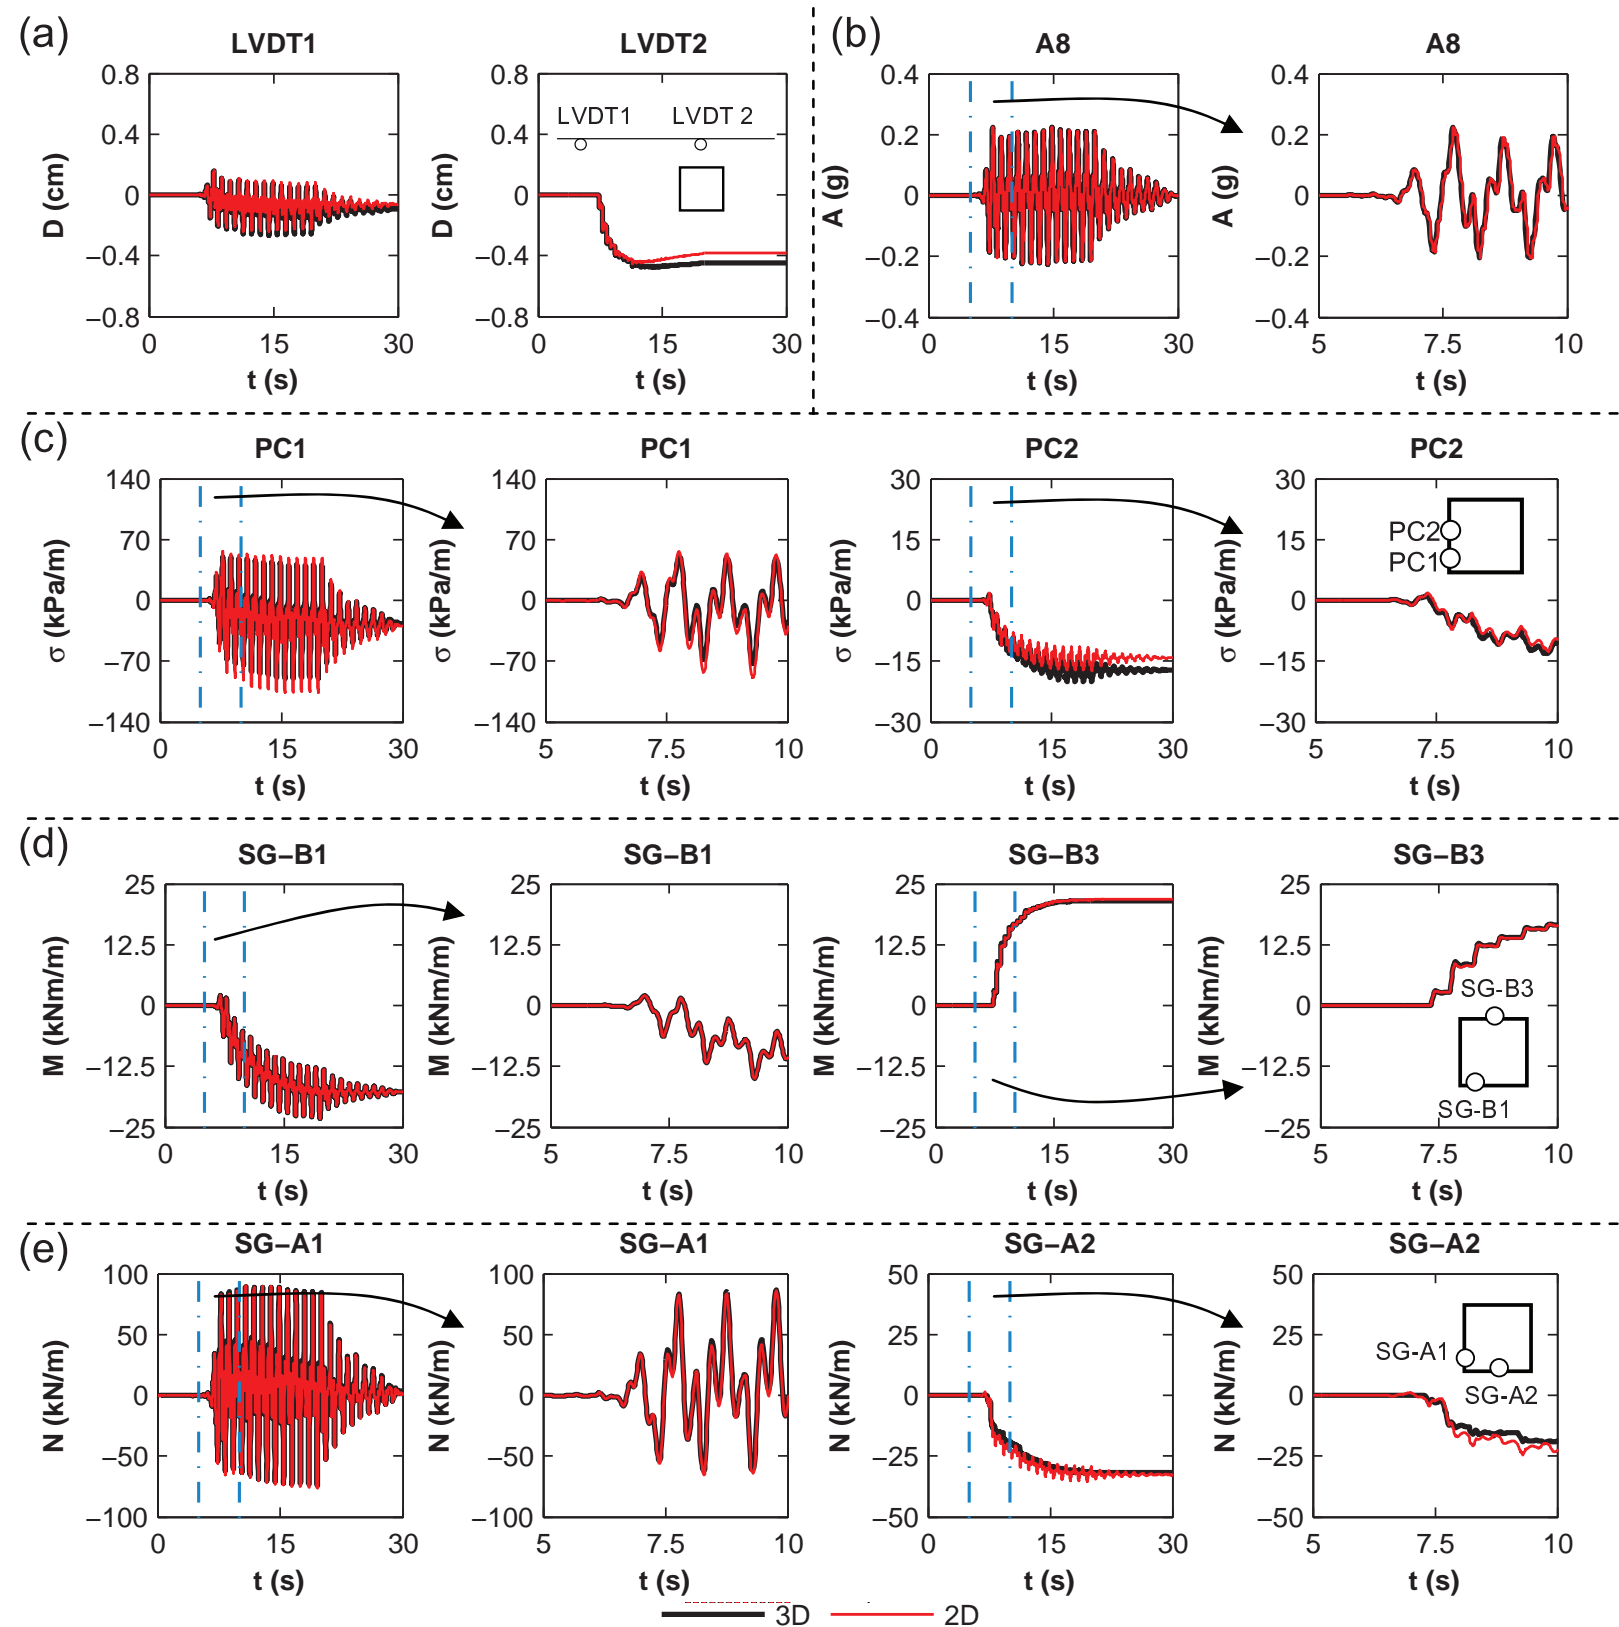 (a)
LVDT1
LVDT2
0.8
0.4
0
−0.4
−0.8
D (cm)
0
15
30
t (s)
0.8
0.4
0
−0.4
−0.8
D (cm)
LVDT1
LVDT 2
0
15
30
t (s)
(b)
A8
A8
0.4
0.2
0
−0.2
−0.4
A (g)
0
15
30
t (s)
0.4
0.2
0
−0.2
−0.4
A (g)
5
7.5
10
t (s)
(c)
PC1
140
70
0
−70
−140
σ (kPa/m)
0
15
30
t (s)
PC1
140
70
0
−70
−140
σ (kPa/m)
5
7.5
10
t (s)
PC2
30
15
0
−15
−30
σ (kPa/m)
0
15
30
t (s)
PC2
30
15
0
−15
−30
σ (kPa/m)
PC2
PC1
5
7.5
10
t (s)
(d)
SG−B1
25
12.5
0
−12.5
−25
M (kNm/m)
0
15
30
t (s)
SG−B1
25
12.5
0
−12.5
−25
M (kNm/m)
5
7.5
10
t (s)
SG−B3
25
12.5
0
−12.5
−25
M (kNm/m)
0
15
30
t (s)
SG−B3
25
12.5
0
−12.5
−25
M (kNm/m)
SG-B3
SG-B1
5
7.5
10
t (s)
(e)
SG−A1
100
50
0
−50
−100
N (kN/m)
0
15
30
t (s)
SG−A1
100
50
0
−50
−100
N (kN/m)
5
7.5
10
t (s)
SG−A2
50
25
0
−25
−50
N (kN/m)
0
15
30
t (s)
SG−A2
50
25
0
−25
−50
N (kN/m)
SG-A1
SG-A2
5
7.5
10
t (s)
3D
2D